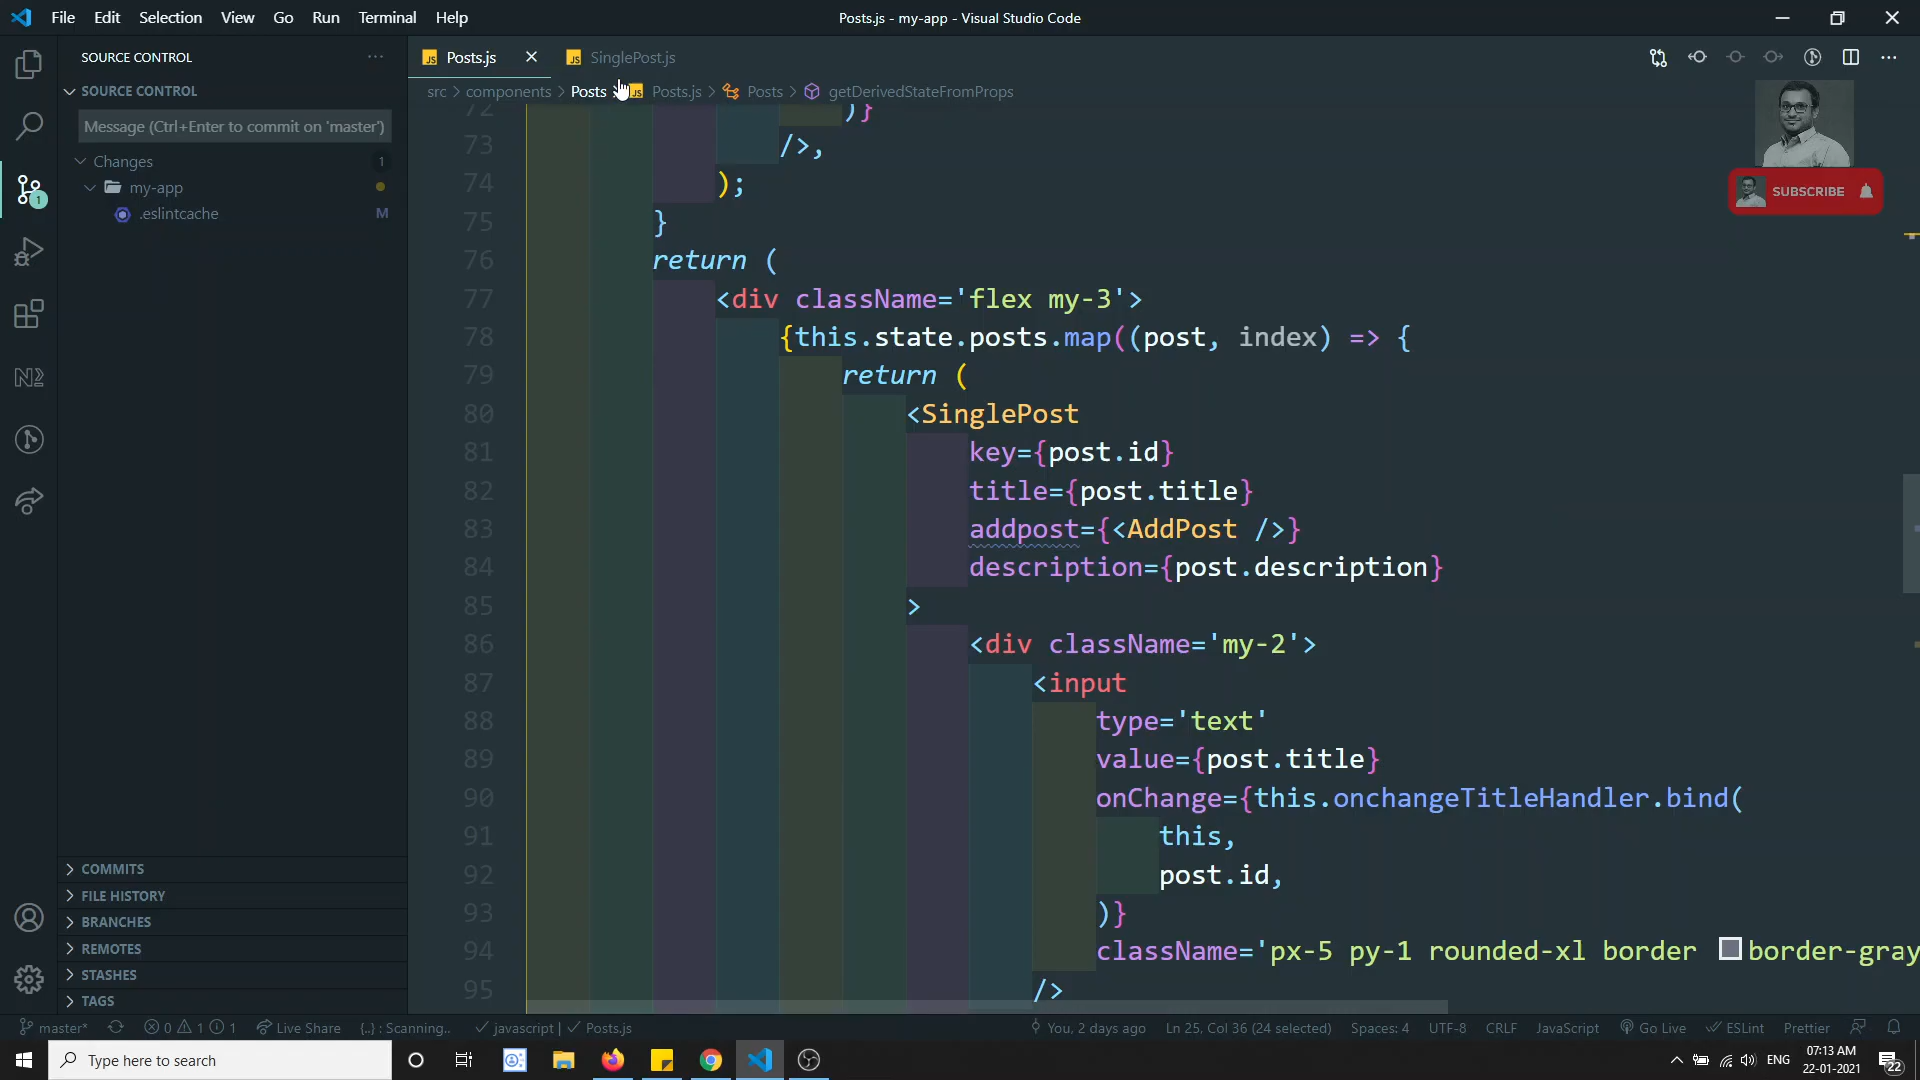 File Edit Selection View Go Run Terminal Help
Posts.js - my-app - Visual Studio Code
SOURCE CONTROL
SOURCE CONTROL
Message (Ctrl+Enter to commit on 'master')
Changes 1
my-app
.eslintcache M
COMMITS
FILE HISTORY
BRANCHES
REMOTES
STASHES
TAGS
JS Posts.js
JS SinglePost.js
src > components > Posts > JS Posts.js > Posts > getDerivedStateFromProps
SUBSCRIBE
72 )}
73 />,
74 );
75 }
76 return (
77 <div className='flex my-3'>
78 {this.state.posts.map((post, index) => {
79 return (
80 <SinglePost
81 key={post.id}
82 title={post.title}
83 addpost={<AddPost />}
84 description={post.description}
85 >
86 <div className='my-2'>
87 <input
88 type='text'
89 value={post.title}
90 onChange={this.onchangeTitleHandler.bind(
91 this,
92 post.id,
93 )}
94 className='px-5 py-1 rounded-xl border border-gray
95 />
master* 0 1 1 Live Share {..} : Scanning.. javascript | Posts.js You, 2 days ago Ln 25, Col 36 (24 selected) Spaces: 4 UTF-8 CRLF JavaScript Go Live ESLint Prettier
Type here to search
ENG
07:13 AM
22-01-2021
22